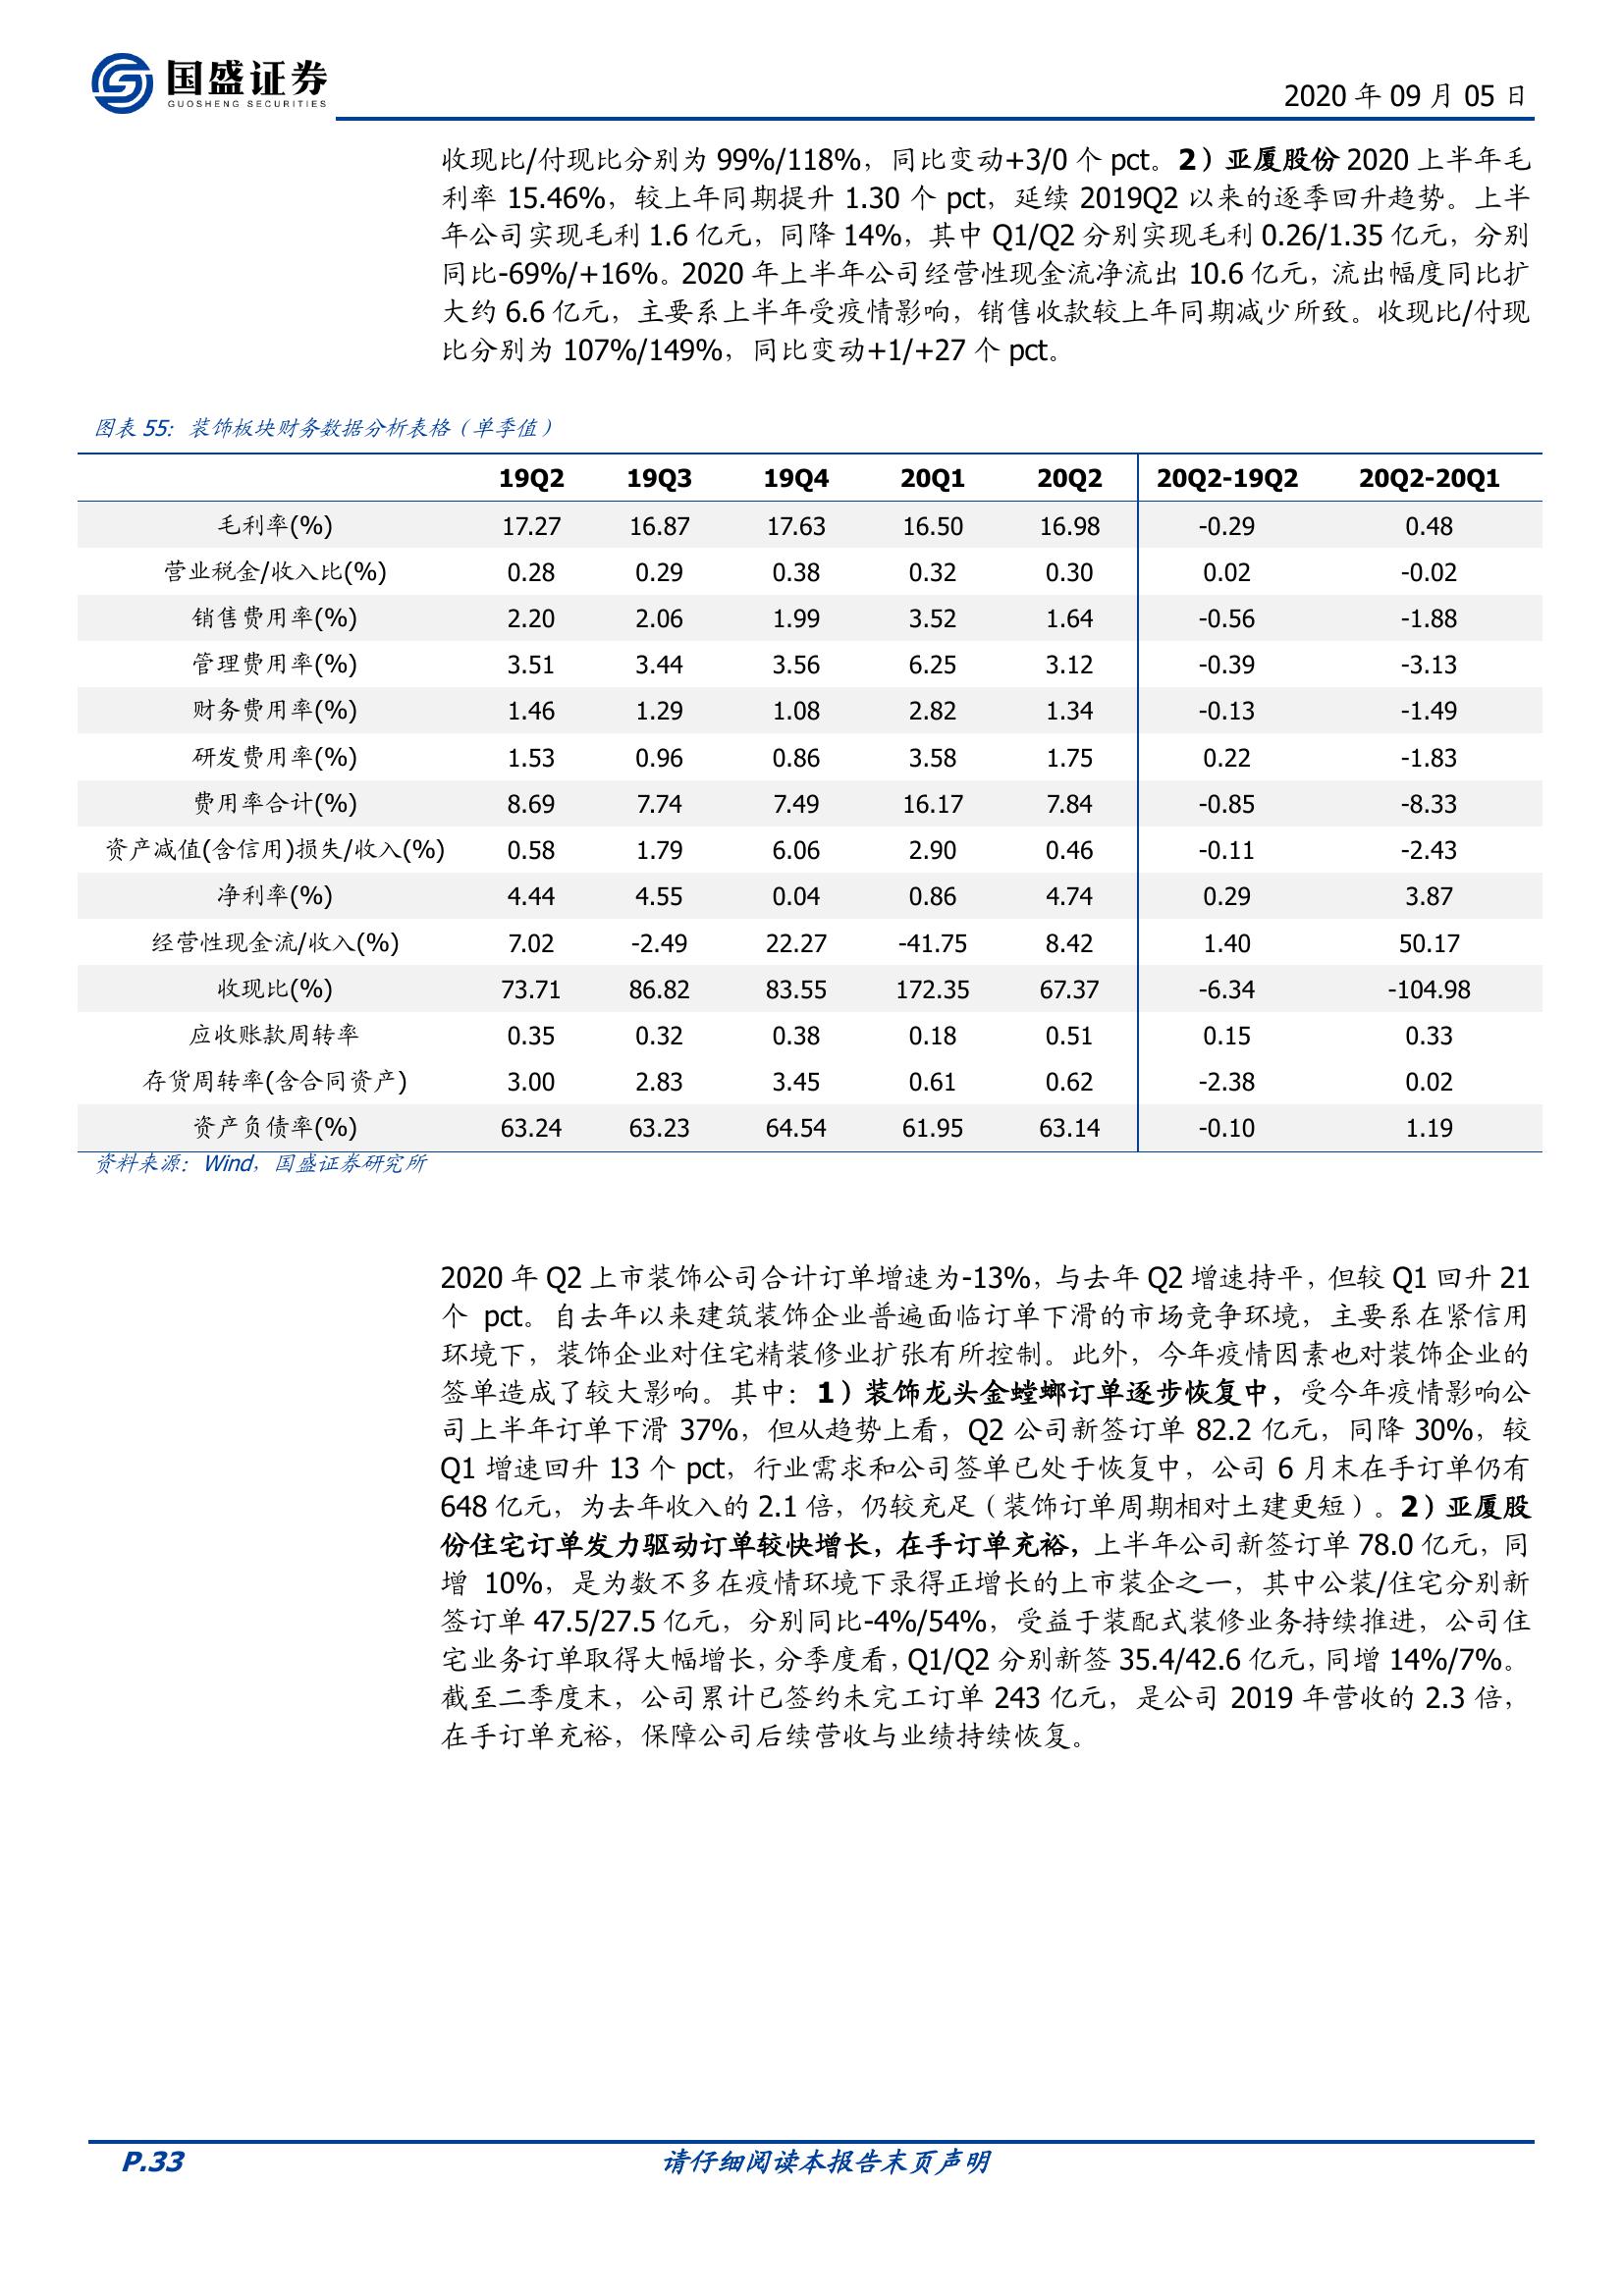 国盛证券
GUOSHENG SECURITIES
2020 年 09 月 05 日
收现比/付现比分别为 99%/118%，同比变动+3/0 个 pct。2）亚厦股份 2020 上半年毛
利率 15.46%，较上年同期提升 1.30 个 pct，延续 2019Q2 以来的逐季回升趋势。上半
年公司实现毛利 1.6 亿元，同降 14%，其中 Q1/Q2 分别实现毛利 0.26/1.35 亿元，分别
同比-69%/+16%。2020 年上半年公司经营性现金流净流出 10.6 亿元，流出幅度同比扩
大约 6.6 亿元，主要系上半年受疫情影响，销售收款较上年同期减少所致。收现比/付现
比分别为 107%/149%，同比变动+1/+27 个 pct。
图表 55：装饰板块财务数据分析表格（单季值）
19Q2 19Q3 19Q4 20Q1 20Q2 20Q2-19Q2 20Q2-20Q1
毛利率(%) 17.27 16.87 17.63 16.50 16.98 -0.29 0.48
营业税金/收入比(%) 0.28 0.29 0.38 0.32 0.30 0.02 -0.02
销售费用率(%) 2.20 2.06 1.99 3.52 1.64 -0.56 -1.88
管理费用率(%) 3.51 3.44 3.56 6.25 3.12 -0.39 -3.13
财务费用率(%) 1.46 1.29 1.08 2.82 1.34 -0.13 -1.49
研发费用率(%) 1.53 0.96 0.86 3.58 1.75 0.22 -1.83
费用率合计(%) 8.69 7.74 7.49 16.17 7.84 -0.85 -8.33
资产减值(含信用)损失/收入(%) 0.58 1.79 6.06 2.90 0.46 -0.11 -2.43
净利率(%) 4.44 4.55 0.04 0.86 4.74 0.29 3.87
经营性现金流/收入(%) 7.02 -2.49 22.27 -41.75 8.42 1.40 50.17
收现比(%) 73.71 86.82 83.55 172.35 67.37 -6.34 -104.98
应收账款周转率 0.35 0.32 0.38 0.18 0.51 0.15 0.33
存货周转率(含合同资产) 3.00 2.83 3.45 0.61 0.62 -2.38 0.02
资产负债率(%) 63.24 63.23 64.54 61.95 63.14 -0.10 1.19
资料来源：Wind，国盛证券研究所
2020 年 Q2 上市装饰公司合计订单增速为-13%，与去年 Q2 增速持平，但较 Q1 回升 21
个 pct。自去年以来建筑装饰企业普遍面临订单下滑的市场竞争环境，主要系在紧信用
环境下，装饰企业对住宅精装修业扩张有所控制。此外，今年疫情因素也对装饰企业的
签单造成了较大影响。其中：1）装饰龙头金螳螂订单逐步恢复中，受今年疫情影响公
司上半年订单下滑 37%，但从趋势上看，Q2 公司新签订单 82.2 亿元，同降 30%，较
Q1 增速回升 13 个 pct，行业需求和公司签单已处于恢复中，公司 6 月末在手订单仍有
648 亿元，为去年收入的 2.1 倍，仍较充足（装饰订单周期相对土建更短）。2）亚厦股
份住宅订单发力驱动订单较快增长，在手订单充裕，上半年公司新签订单 78.0 亿元，同
增 10%，是为数不多在疫情环境下录得正增长的上市装企之一，其中公装/住宅分别新
签订单 47.5/27.5 亿元，分别同比-4%/54%，受益于装配式装修业务持续推进，公司住
宅业务订单取得大幅增长，分季度看，Q1/Q2 分别新签 35.4/42.6 亿元，同增 14%/7%。
截至二季度末，公司累计已签约未完工订单 243 亿元，是公司 2019 年营收的 2.3 倍，
在手订单充裕，保障公司后续营收与业绩持续恢复。
P.33 请仔细阅读本报告末页声明